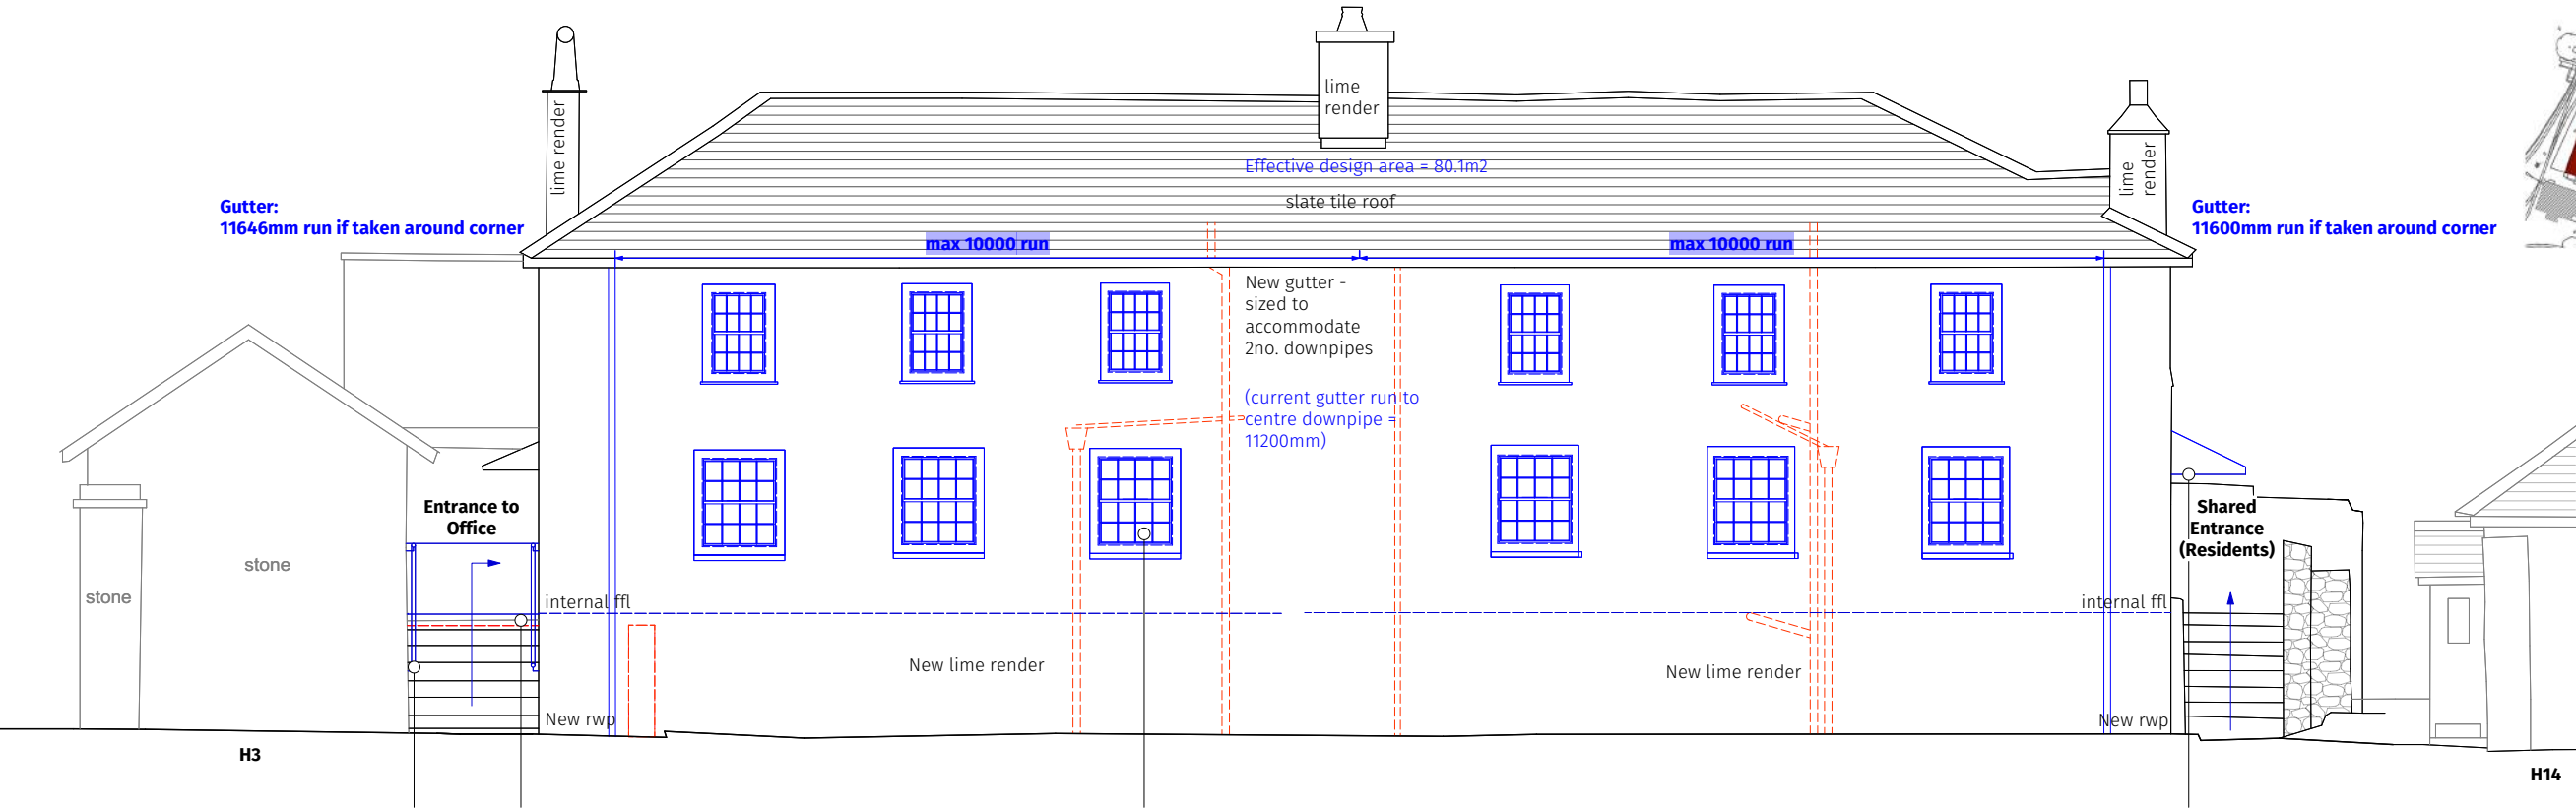 lime render
lime
render
lime
render
Effective design area = 80.1m2
slate tile roof
Gutter:
11646mm run if taken around corner
Gutter:
11600mm run if taken around corner
max 10000 run
max 10000 run
New gutter -
sized to
accommodate
2no. downpipes
(current gutter run to
centre downpipe =
11200mm)
Entrance to
Office
Shared
Entrance
(Residents)
stone
stone
internal ffl
internal ffl
New lime render
New lime render
New rwp
New rwp
H3
H14